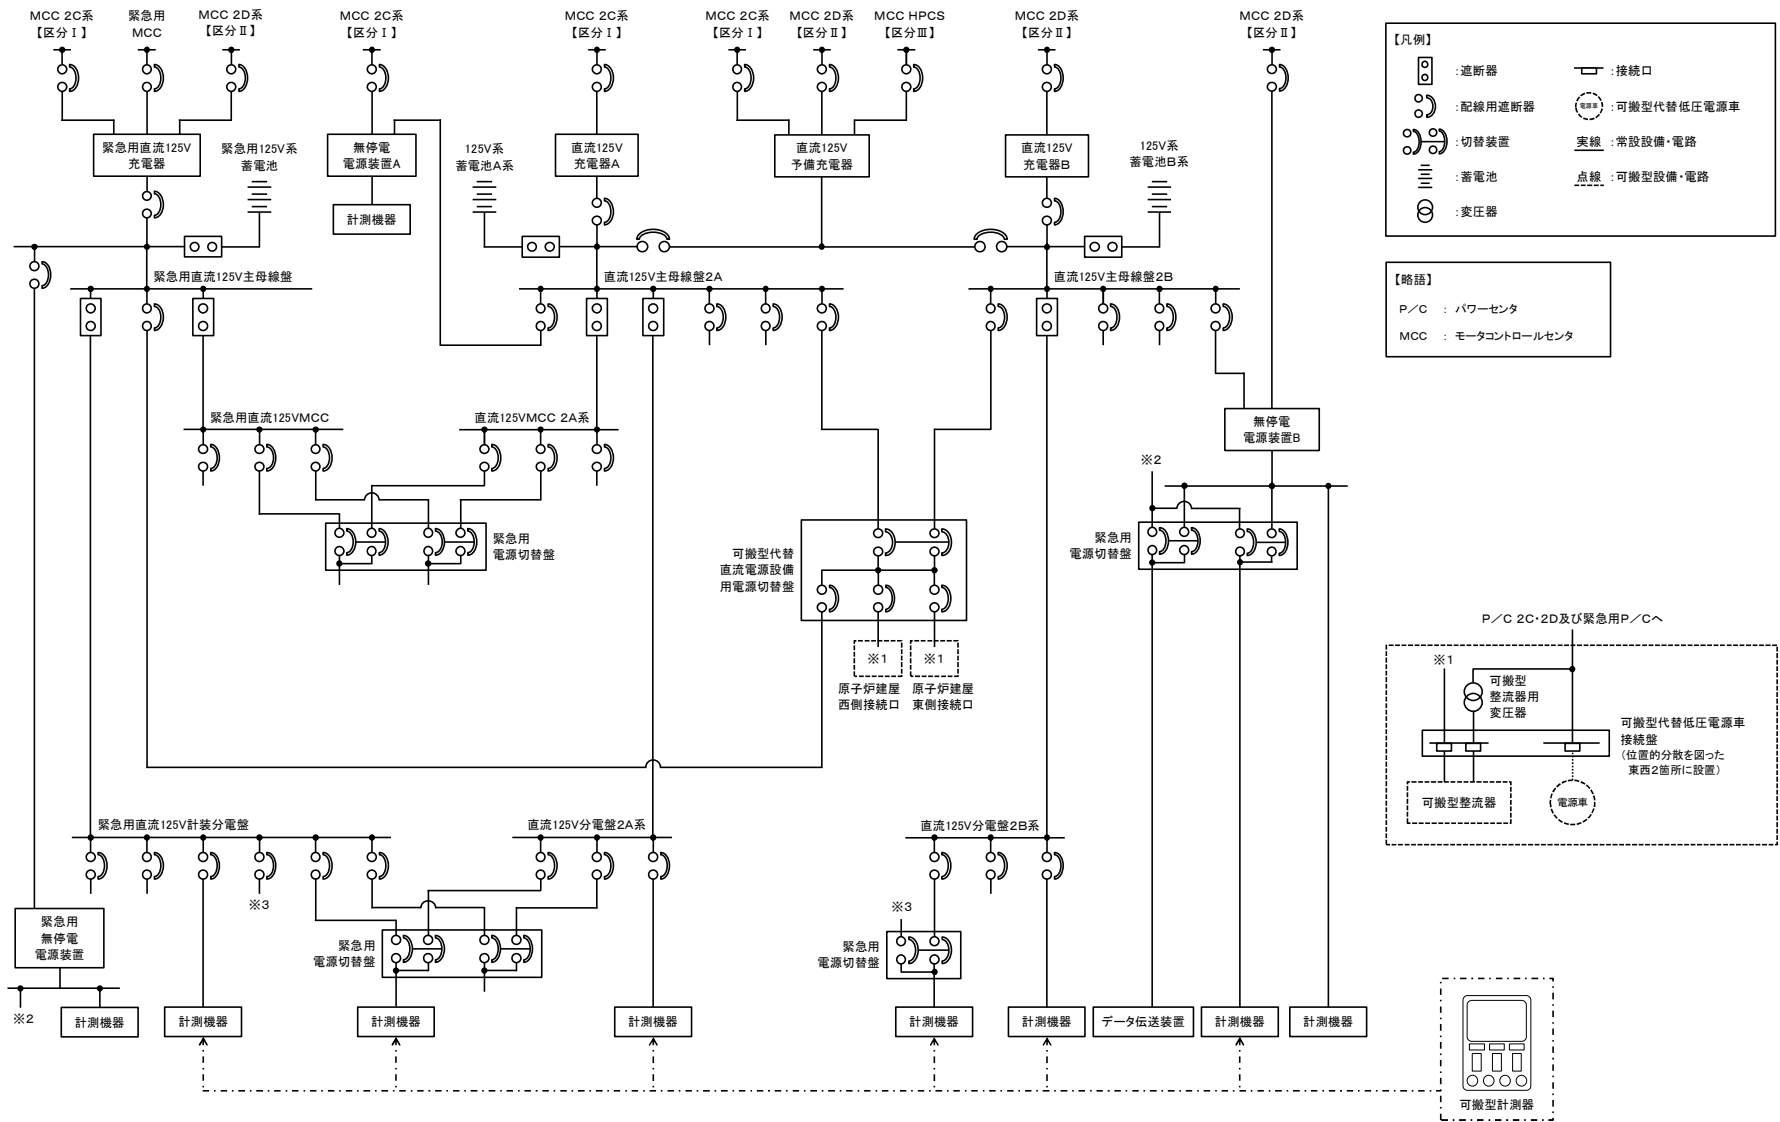 MCC 2C系
【区分Ⅰ】
緊急用
MCC
MCC 2D系
【区分Ⅱ】
MCC 2C系
【区分Ⅰ】
MCC 2C系
【区分Ⅰ】
MCC 2C系
【区分Ⅰ】
MCC 2D系
【区分Ⅱ】
MCC HPCS
【区分Ⅲ】
MCC 2D系
【区分Ⅱ】
MCC 2D系
【区分Ⅱ】
緊急用直流125V
充電器
緊急用125V系
蓄電池
無停電
電源装置A
計測機器
125V系
蓄電池A系
直流125V
充電器A
直流125V
予備充電器
直流125V
充電器B
125V系
蓄電池B系
緊急用直流125V主母線盤
直流125V主母線盤2A
直流125V主母線盤2B
緊急用直流125VMCC
直流125VMCC 2A系
無停電
電源装置B
※2
緊急用
電源切替盤
可搬型代替
直流電源設備
用電源切替盤
緊急用
電源切替盤
※1
※1
原子炉建屋
西側接続口
原子炉建屋
東側接続口
緊急用直流125V計装分電盤
直流125V分電盤2A系
直流125V分電盤2B系
※3
※3
緊急用
無停電
電源装置
緊急用
電源切替盤
緊急用
電源切替盤
※2
計測機器
計測機器
計測機器
計測機器
計測機器
計測機器
データ伝送装置
計測機器
計測機器
可搬型計測器
【凡例】
:遮断器
:接続口
:配線用遮断器
電源車
:可搬型代替低圧電源車
:切替装置
実線
:常設設備・電路
:蓄電池
点線
:可搬型設備・電路
:変圧器
【略語】
P/C : パワーセンタ
MCC : モータコントロールセンタ
P/C 2C・2D及び緊急用P/Cへ
※1
可搬型
整流器用
変圧器
可搬型代替低圧電源車
接続盤
(位置的分散を図った
東西2箇所に設置)
可搬型整流器
電源車